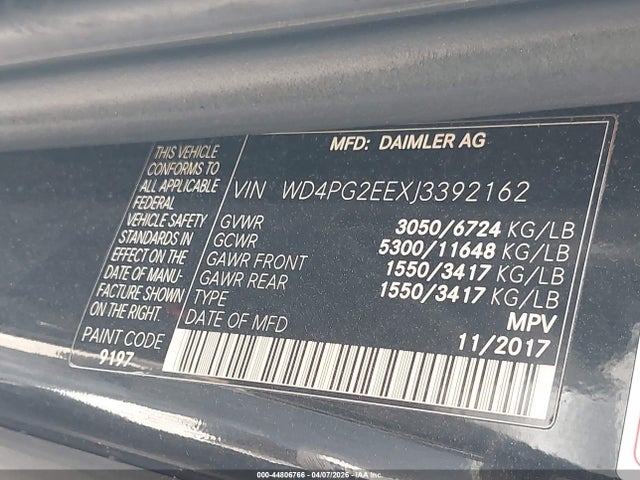 MFD: DAIMLER AG
THIS VEHICLE
CONFORMS TO
ALL APPLICABLE
FEDERAL
VEHICLE SAFETY
STANDARDS IN
EFFECT ON THE
DATE OF MANU-
FACTURE SHOWN
ON THE RIGHT.
PAINT CODE
9197
VIN WD4PG2EEXJ3392162
GVWR 3050/6724 KG/LB
GCWR 5300/11648 KG/LB
GAWR FRONT 1550/3417 KG/LB
GAWR REAR 1550/3417 KG/LB
TYPE MPV
DATE OF MFD 11/2017
000-44806766 - 04/07/2026 - IAAI.COM